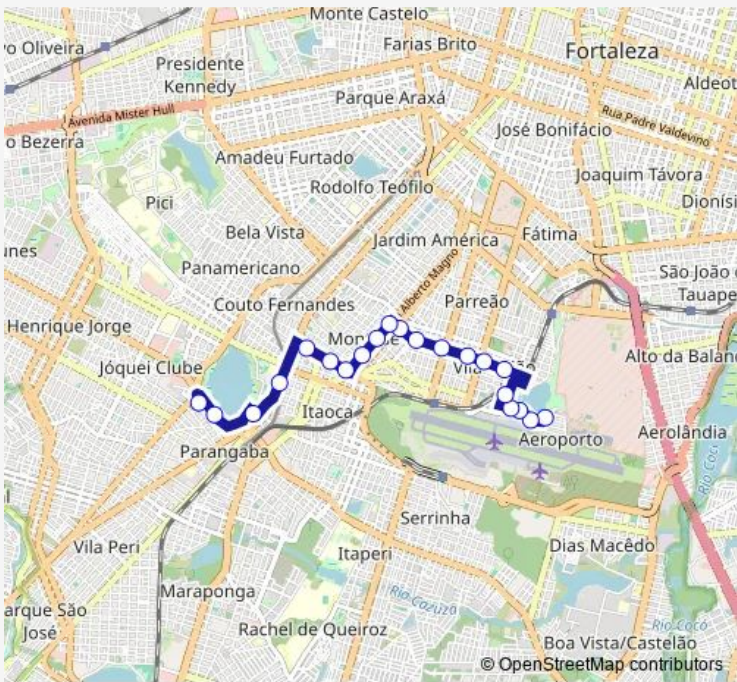 Monte Castelo
vo Oliveira
Farias Brito
Fortaleza
Presidente
Kennedy
Aldeot
Parque Araxá
Avenida Mister Hull
Rua Padre Valdevino
o Bezerra
José Bonifácio
Amadeu Furtado
Joaquim Távora
Rodolfo Teófilo
Pici
Dionísi
Bela Vista
Jardim América
Fátima
unes
Panamericano
Alberto Magno
São João d
Tauape
Couto Fernandes
Parreão
Henrique Jorge
Jóquei Clube
Alto da Balan
Itaoca
Parangaba
Aeroporto
Aerolândia
Rio Cocó
Serrinha
Vila Peri
Itaperi
Dias Macêdo
Maraponga
Rio Cazuza
arque São
José
Rachel de Queiroz
Rio Cocó
Boa Vista/Castelão
© OpenStreetMap contributors